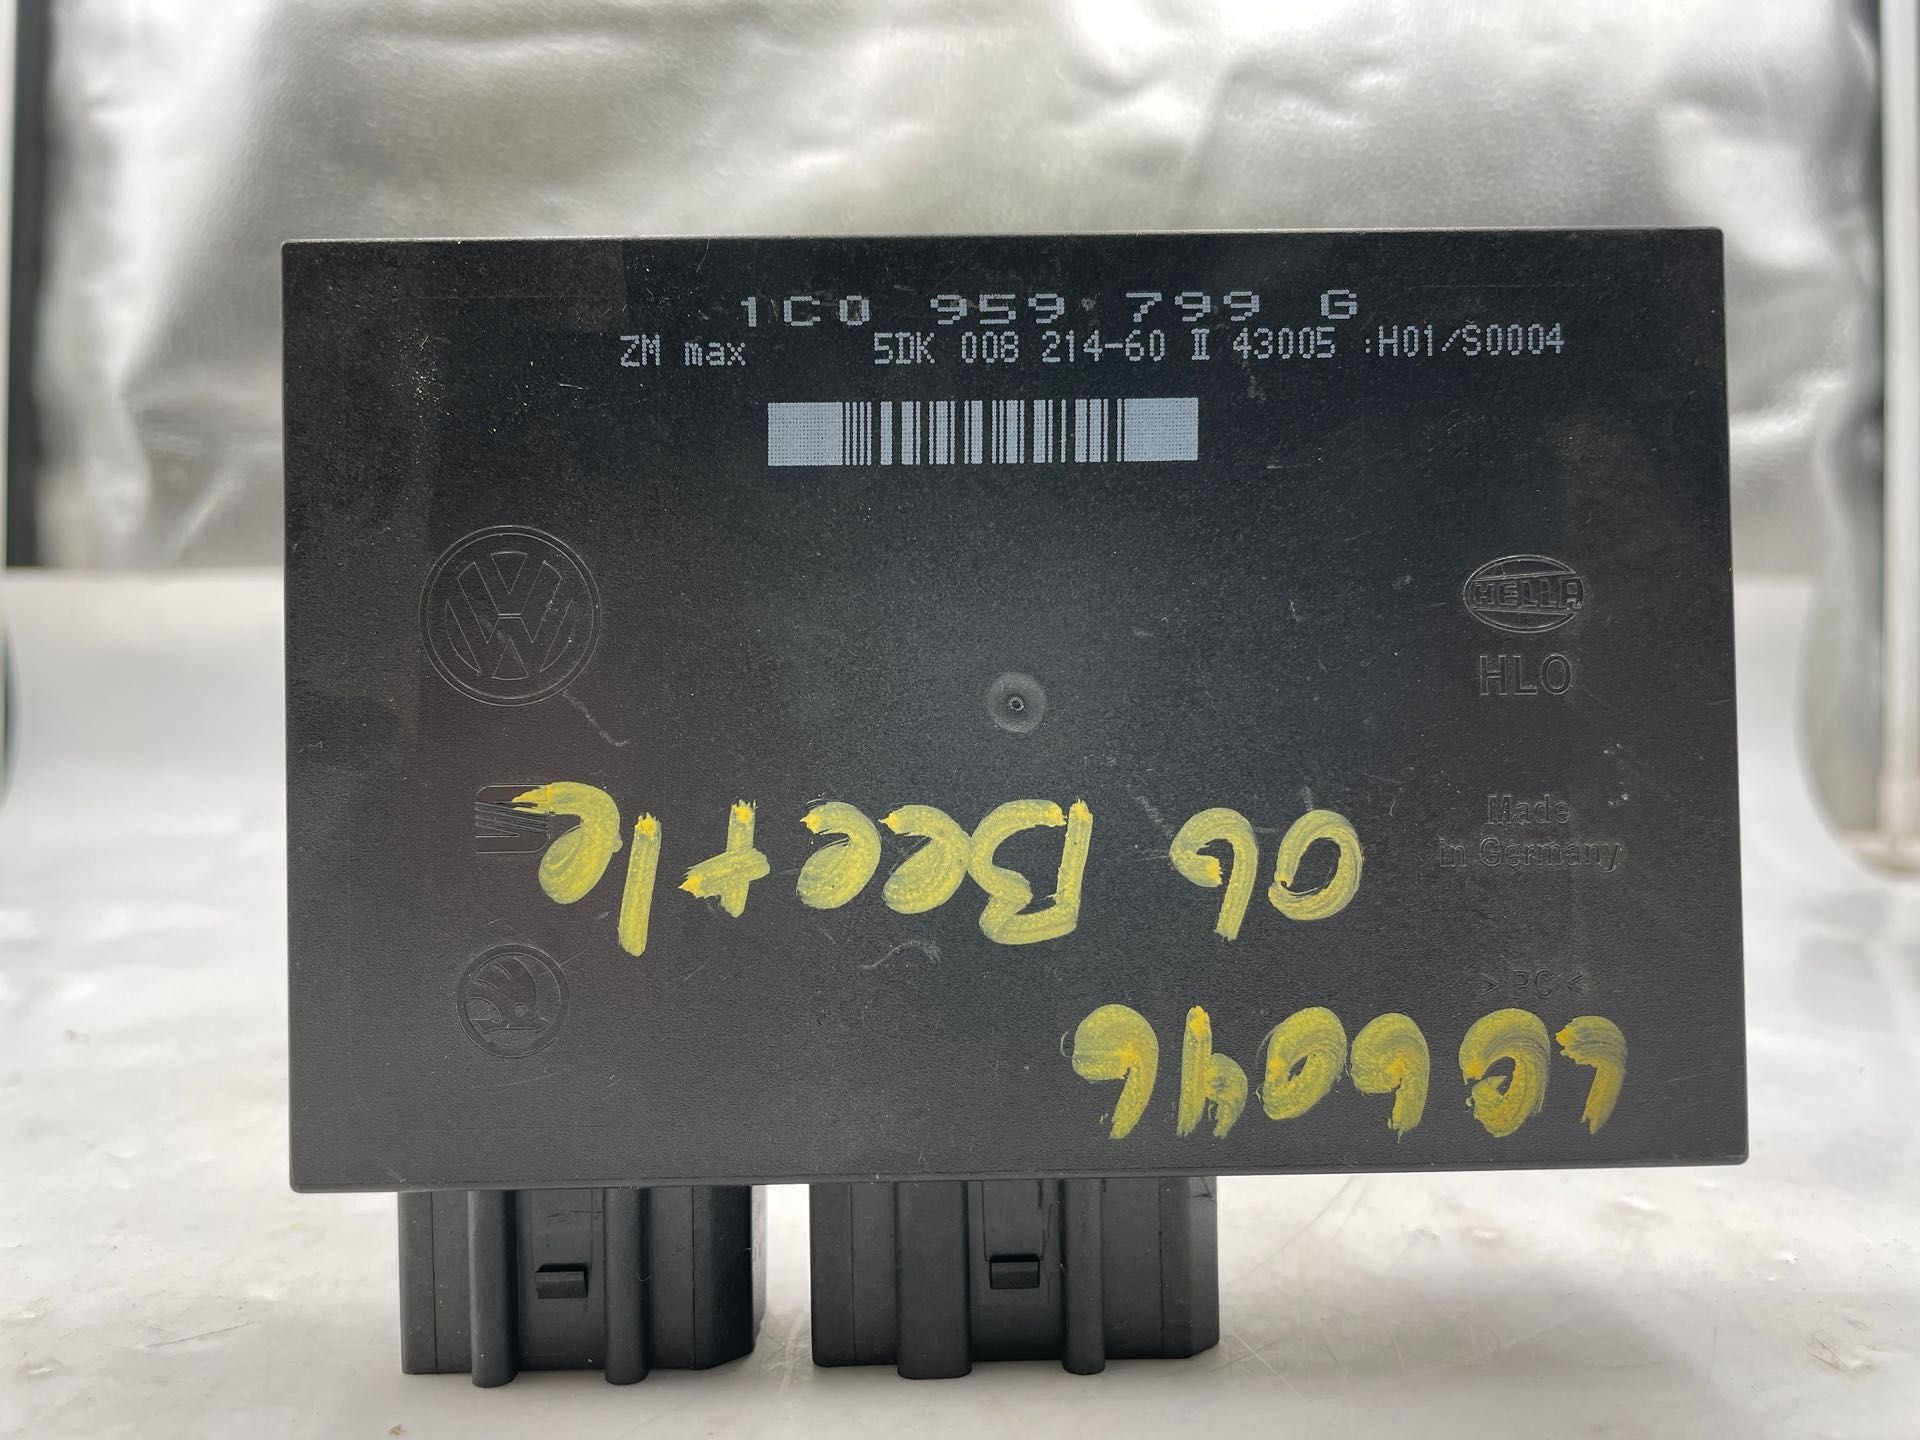 1C0 959 799 G
ZM max 5DK 008 214-60 II 43005 :H01/S0004
HELLA
HLO
Made
in Germany
>PC<
06 Beetle